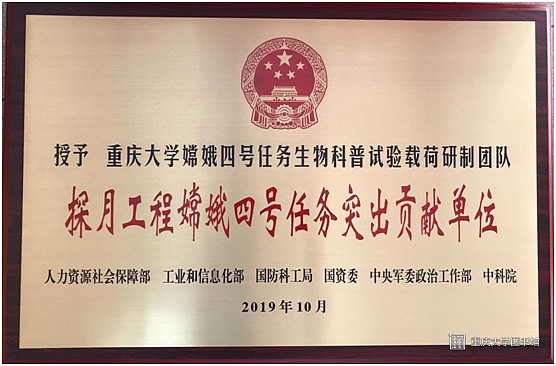 授予 重庆大学嫦娥四号任务生物科普试验载荷研制团队
探月工程嫦娥四号任务突出贡献单位
人力资源社会保障部 工业和信息化部 国防科工局 国资委 中央军委政治工作部 中科院
2019年10月
重庆大学图书馆